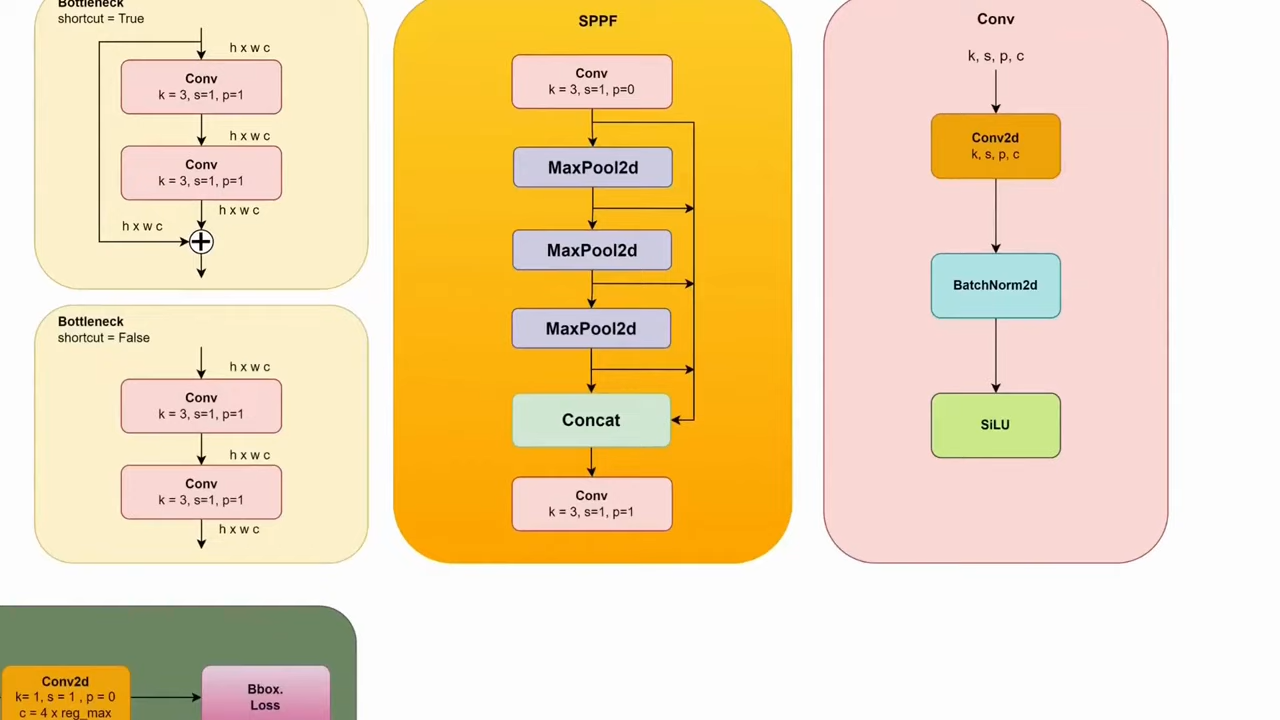 Bottleneck
shortcut = True
h x w c
Conv
k = 3, s=1, p=1
h x w c
Conv
k = 3, s=1, p=1
h x w c
h x w c
Bottleneck
shortcut = False
h x w c
Conv
k = 3, s=1, p=1
h x w c
Conv
k = 3, s=1, p=1
h x w c
SPPF
Conv
k = 3, s=1, p=0
MaxPool2d
MaxPool2d
MaxPool2d
Concat
Conv
k = 3, s=1, p=1
Conv
k, s, p, c
Conv2d
k, s, p, c
BatchNorm2d
SiLU
Conv2d
k= 1, s = 1 , p = 0
c = 4 x reg_max
Bbox.
Loss